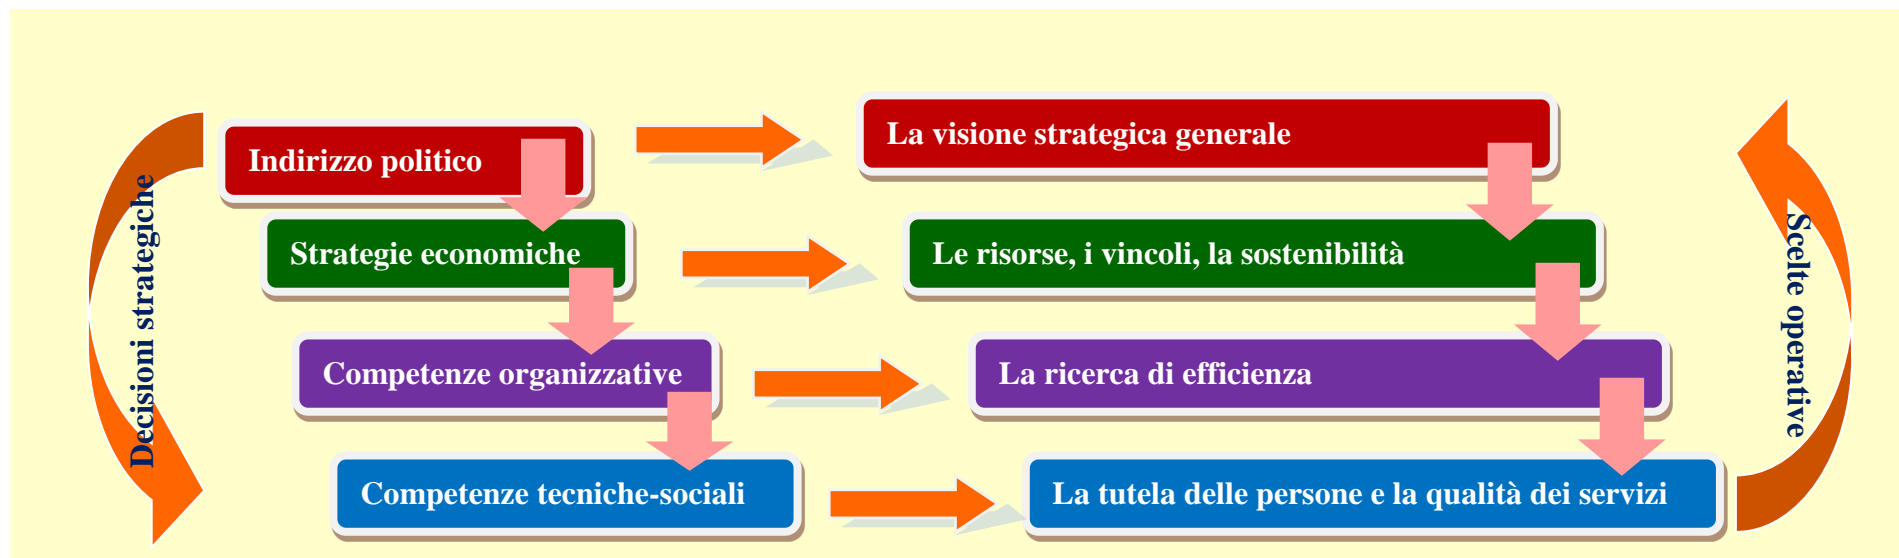 Decisioni strategiche
Indirizzo politico
La visione strategica generale
Strategie economiche
Le risorse, i vincoli, la sostenibilità
Competenze organizzative
La ricerca di efficienza
Competenze tecniche-sociali
La tutela delle persone e la qualità dei servizi
Scelte operative